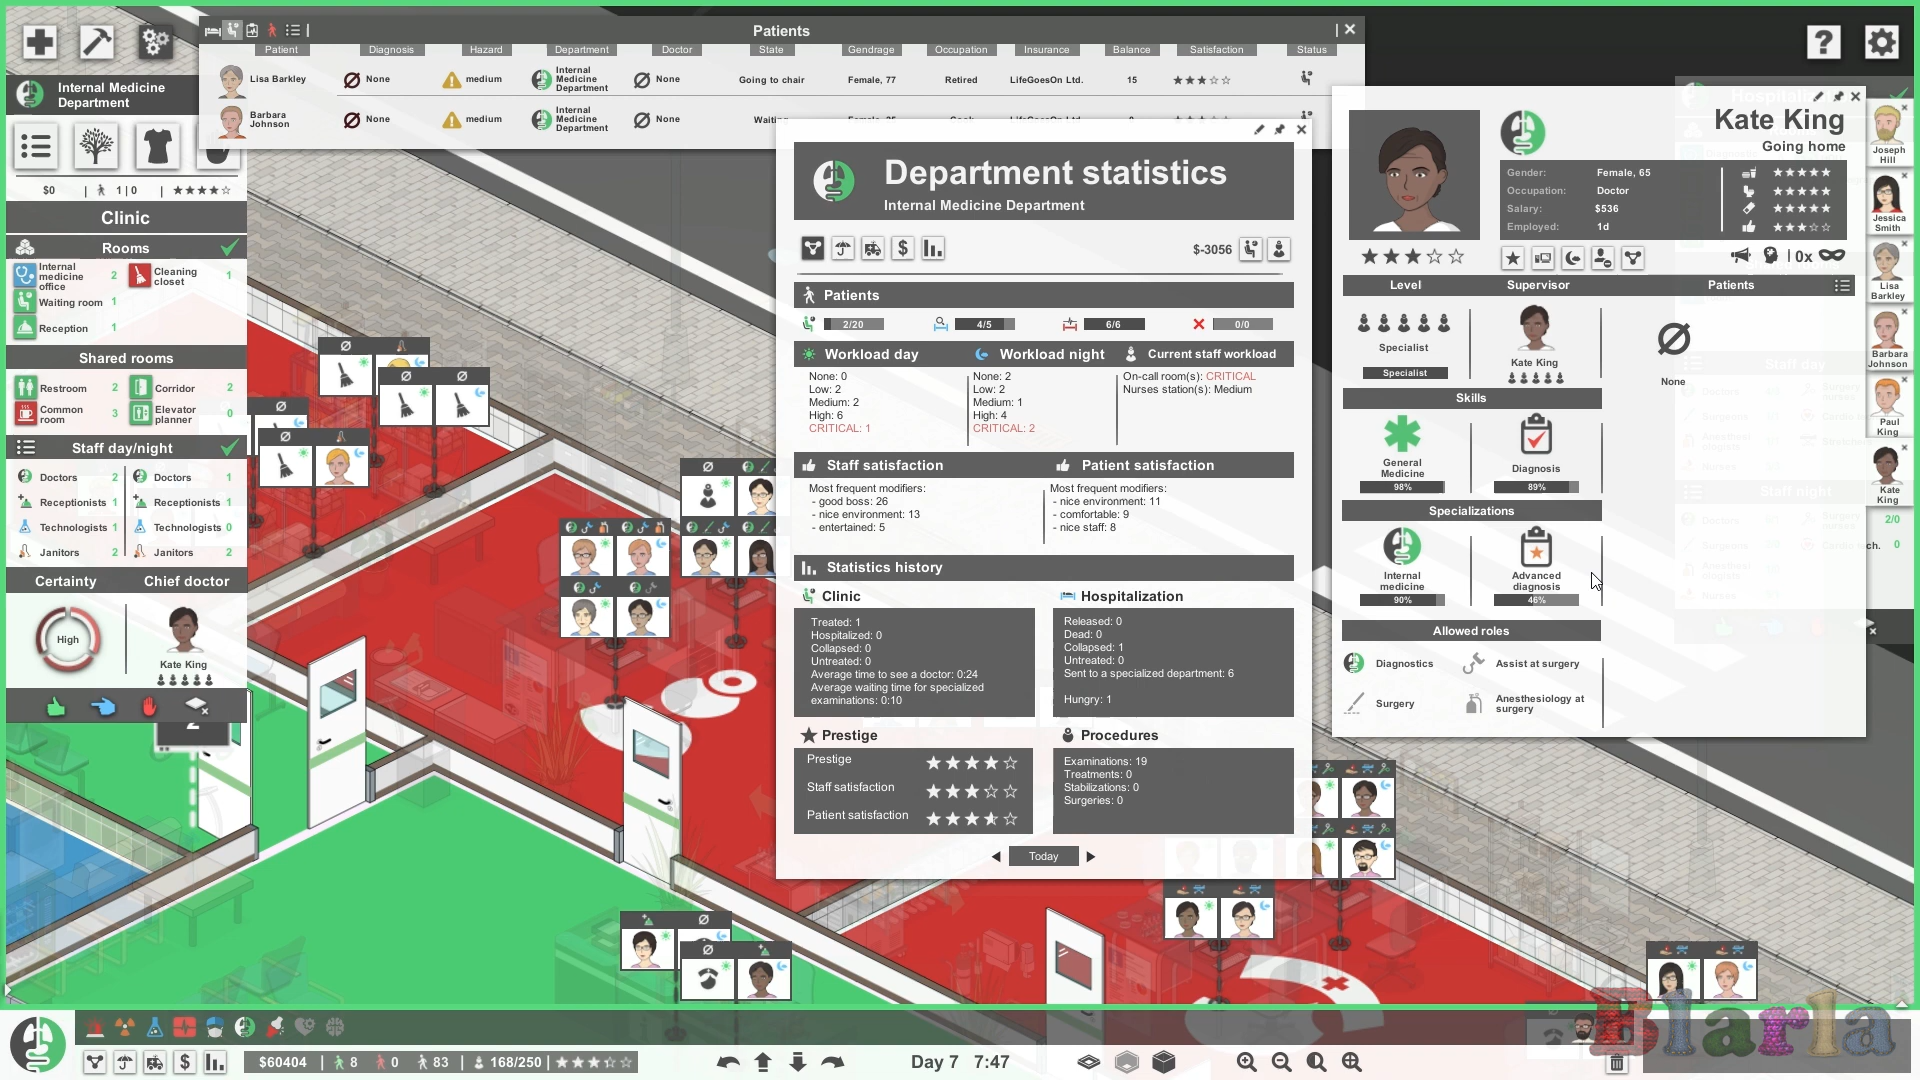 Patients
Patient Diagnosis Hazard Department Doctor State Gendrage Occupation Insurance Balance Satisfaction Status
Lisa Barkley None medium Internal Medicine Department None Going to chair Female, 77 Retired LifeGoesOn Ltd. 15
Barbara Johnson None medium Internal Medicine Department None
Internal Medicine
Department
$0 | 1|0 |
Clinic
Rooms
Internal medicine office 2
Cleaning closet 1
Waiting room 1
Reception 1
Shared rooms
Restroom 2 Corridor 2
Common room 3 Elevator planner 0
Staff day/night
Doctors 2 Doctors 1
Receptionists 1 Receptionists 1
Technologists 1 Technologists 0
Janitors 2 Janitors 2
Certainty Chief doctor
High
Kate King
Department statistics
Internal Medicine Department
$-3056
Patients
2/20 4/5 6/6 0/0
Workload day Workload night Current staff workload
None: 0
Low: 2
Medium: 2
High: 6
CRITICAL: 1
None: 2
Low: 2
Medium: 1
High: 4
CRITICAL: 2
On-call room(s): CRITICAL
Nurses station(s): Medium
Staff satisfaction
Most frequent modifiers:
- good boss: 26
- nice environment: 13
- entertained: 5
Patient satisfaction
Most frequent modifiers:
- nice environment: 11
- comfortable: 9
- nice staff: 8
Statistics history
Clinic
Treated: 1
Hospitalized: 0
Collapsed: 0
Untreated: 0
Average time to see a doctor: 0:24
Average waiting time for specialized
examinations: 0:10
Hospitalization
Released: 0
Dead: 0
Collapsed: 1
Untreated: 0
Sent to a specialized department: 6
Hungry: 1
Prestige
Prestige
Staff satisfaction
Patient satisfaction
Procedures
Examinations: 19
Treatments: 0
Stabilizations: 0
Surgeries: 0
Today
Kate King
Going home
Gender: Female, 65
Occupation: Doctor
Salary: $536
Employed: 1d
| 0x
Level Supervisor Patients
Specialist
Specialist
Kate King
None
Skills
General Medicine
98%
Diagnosis
89%
Specializations
Internal medicine
90%
Advanced diagnosis
46%
Allowed roles
Diagnostics Assist at surgery
Surgery Anesthesiology at surgery
Joseph Hill
Jessica Smith
Lisa Barkley
Barbara Johnson
Paul King
Kate King
2/0
0
$60404 | 8 0 83 | 168/250 |
Day 7 7:47
Blarla